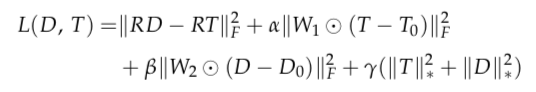 L(D, T) =‖RD − RT‖²_F + α‖W₁ ⊙ (T − T₀)‖²_F
+ β‖W₂ ⊙ (D − D₀)‖²_F + γ(‖T‖²_* + ‖D‖²_*)